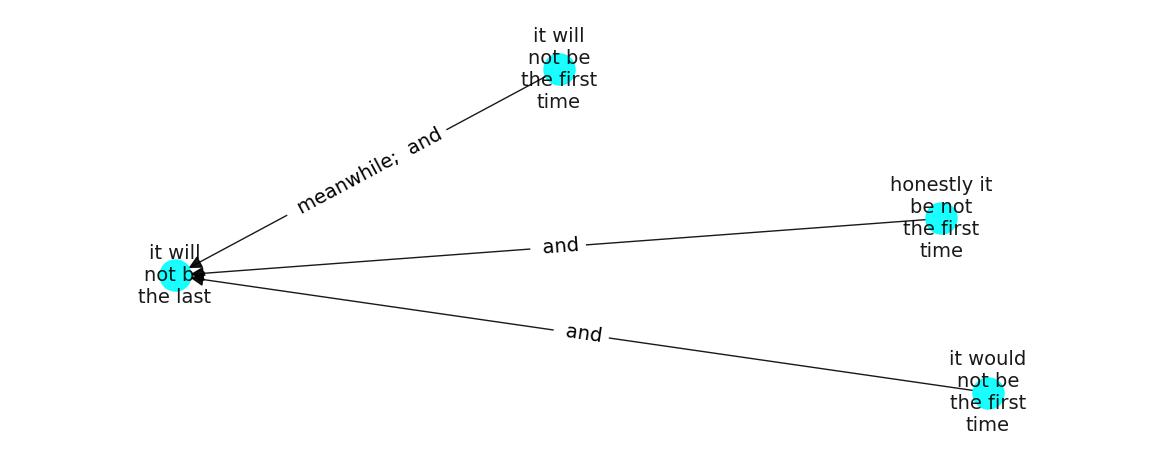 it will
not be
the first
time
meanwhile;  and
honestly it
be not
the first
time
and
it will
not be
the last
and
it would
not be
the first
time